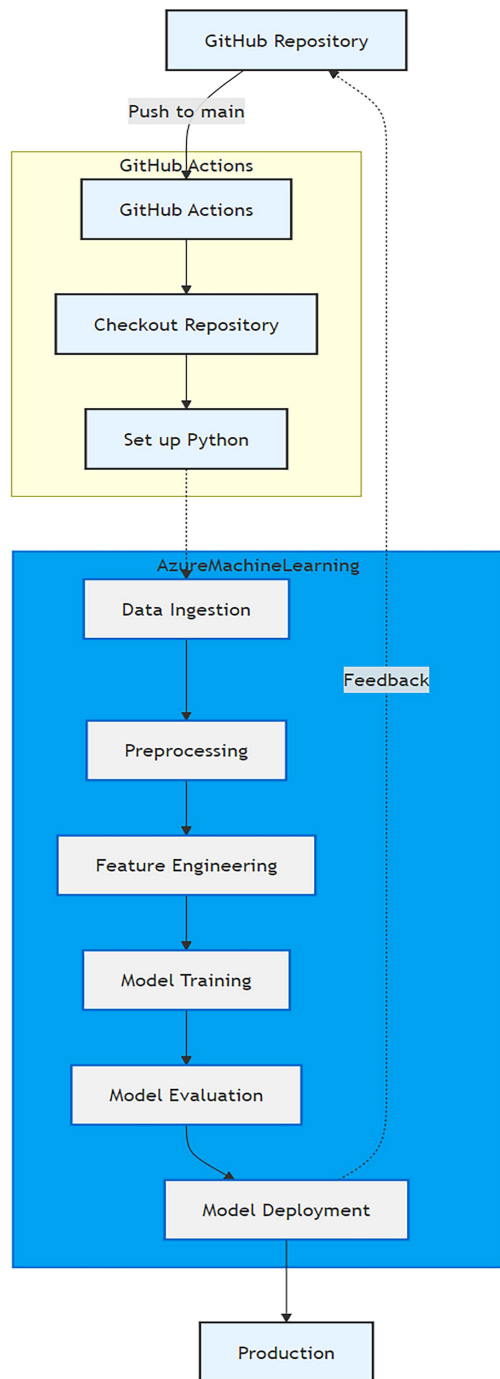 GitHub Repository
Push to main
GitHub Actions
GitHub Actions
Checkout Repository
Set up Python
AzureMachineLearning
Data Ingestion
Feedback
Preprocessing
Feature Engineering
Model Training
Model Evaluation
Model Deployment
Production